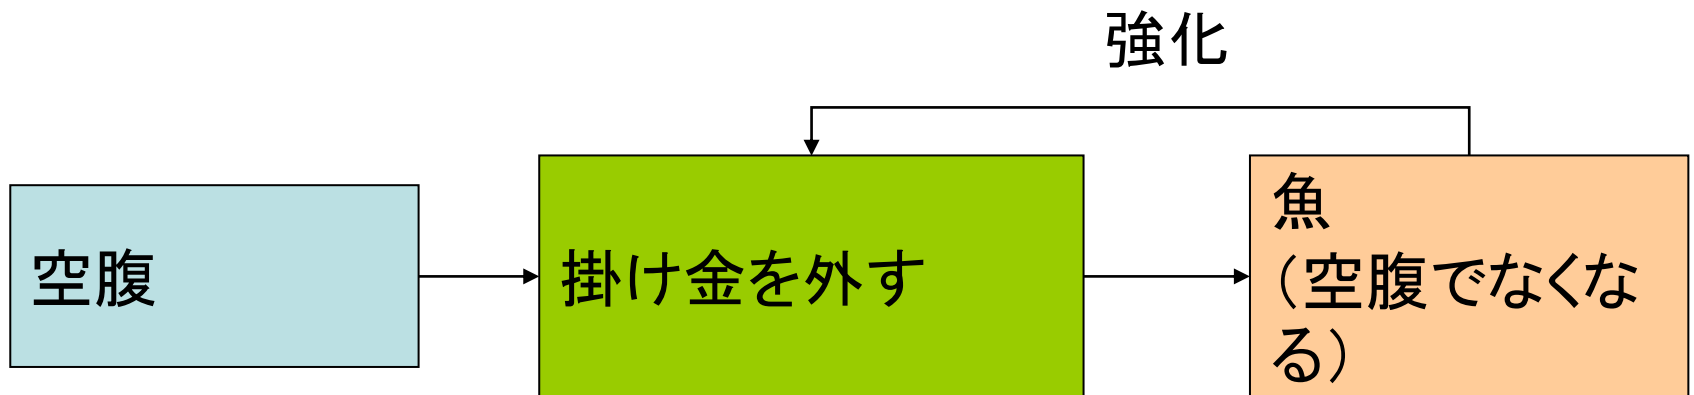 強化
空腹
掛け金を外す
魚
（空腹でなくな
る）